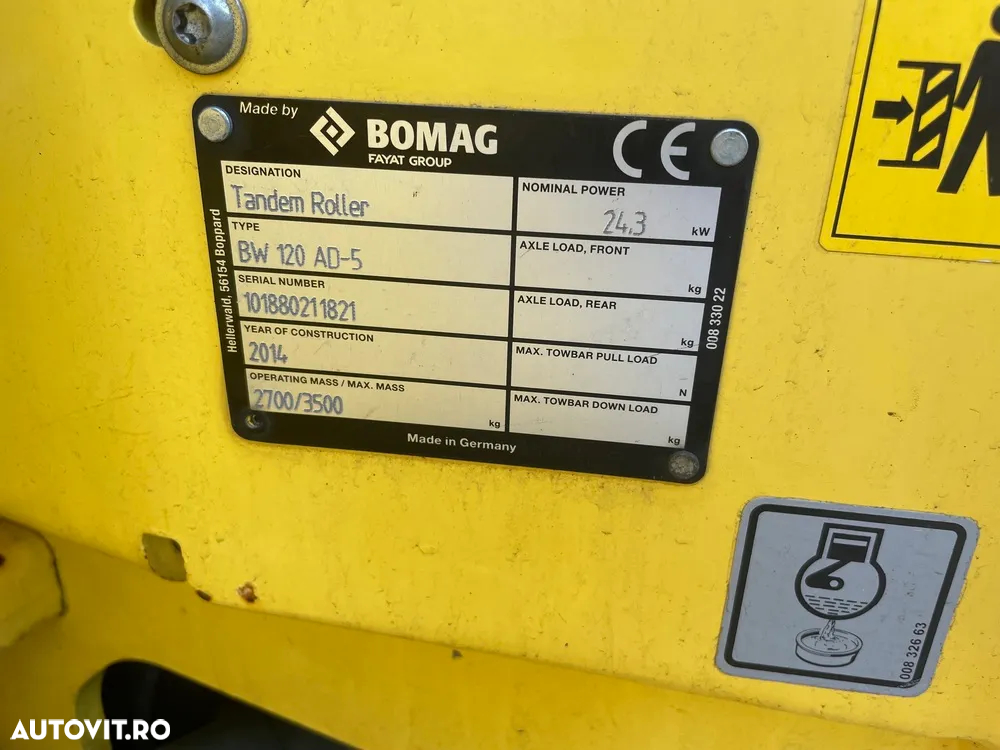 Made by
BOMAG
FAYAT GROUP
CE
DESIGNATION
Tandem Roller
TYPE
BW 120 AD-5
SERIAL NUMBER
101880211821
YEAR OF CONSTRUCTION
2014
OPERATING MASS / MAX. MASS
2700/3500
kg
NOMINAL POWER
24.3
kW
AXLE LOAD, FRONT
kg
AXLE LOAD, REAR
kg
MAX. TOWBAR PULL LOAD
N
MAX. TOWBAR DOWN LOAD
kg
Hellerwald, 56154 Boppard
008 330 22
Made in Germany
008 326 63
AUTOVIT.RO